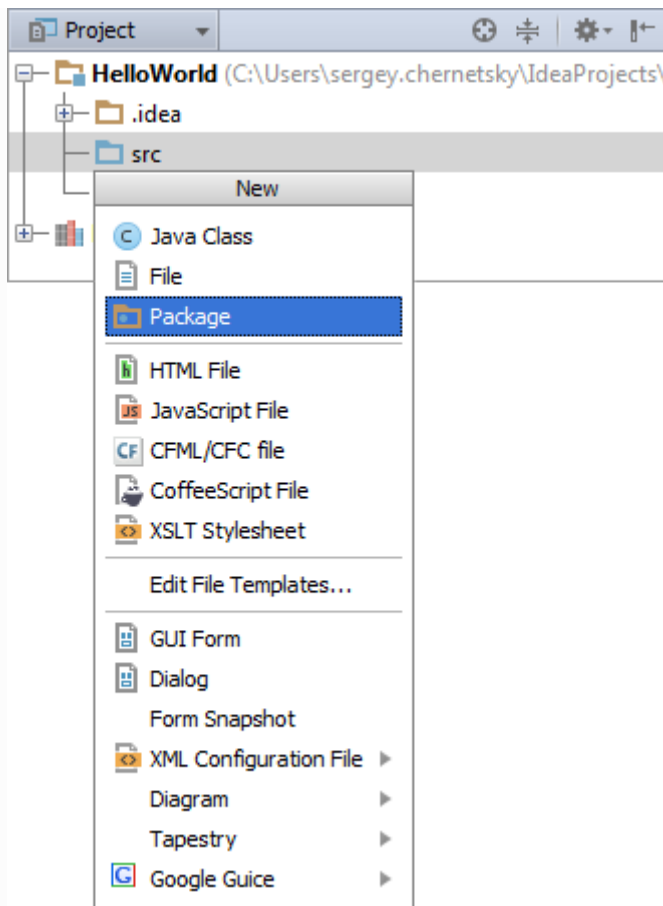 Project
HelloWorld (C:\Users\sergey.chernetsky\IdeaProjects\
.idea
src
New
C Java Class
File
Package
h HTML File
JS JavaScript File
CF CFML/CFC file
CoffeeScript File
XSLT Stylesheet
Edit File Templates...
GUI Form
Dialog
Form Snapshot
XML Configuration File
Diagram
Tapestry
G Google Guice